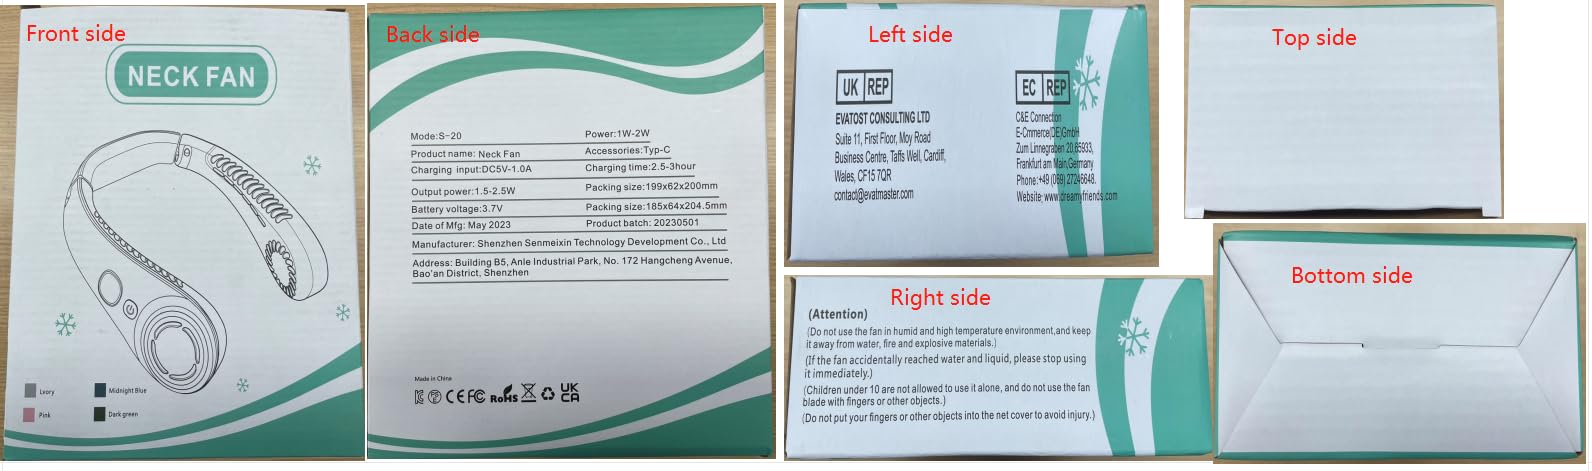 Front side
NECK FAN
Lvory
Midnight Blue
Pink
Dark green
Back side
Mode:S-20
Power:1W-2W
Product name: Neck Fan
Accessories:Typ-C
Charging input:DC5V-1.0A
Charging time:2.5-3hour
Output power:1.5-2.5W
Packing size:199x62x200mm
Battery voltage:3.7V
Packing size:185x64x204.5mm
Date of Mfg: May 2023
Product batch: 20230501
Manufacturer: Shenzhen Senmeixin Technology Development Co., Ltd
Address: Building B5, Anle Industrial Park, No. 172 Hangcheng Avenue,
Bao'an District, Shenzhen
Made in China
CE FC RoHS UK
CA
Left side
UK REP
EVATOST CONSULTING LTD
Suite 11, First Floor, Moy Road
Business Centre, Taffs Well, Cardiff,
Wales, CF15 7QR
contact@evatmaster.com
EC REP
C&E Connection
E-Cmmerce(DE)GmbH
Zum Linnegraben 20,65933,
Frankfurt am Main,Germany
Phone:+49 (069) 27246648.
Website: www.dreamyfriends.com
Right side
(Attention)
(Do not use the fan in humid and high temperature environment,and keep
it away from water, fire and explosive materials.)
(If the fan accidentally reached water and liquid, please stop using
it immediately.)
(Children under 10 are not allowed to use it alone, and do not use the fan
blade with fingers or other objects.)
(Do not put your fingers or other objects into the net cover to avoid injury.)
Top side
Bottom side